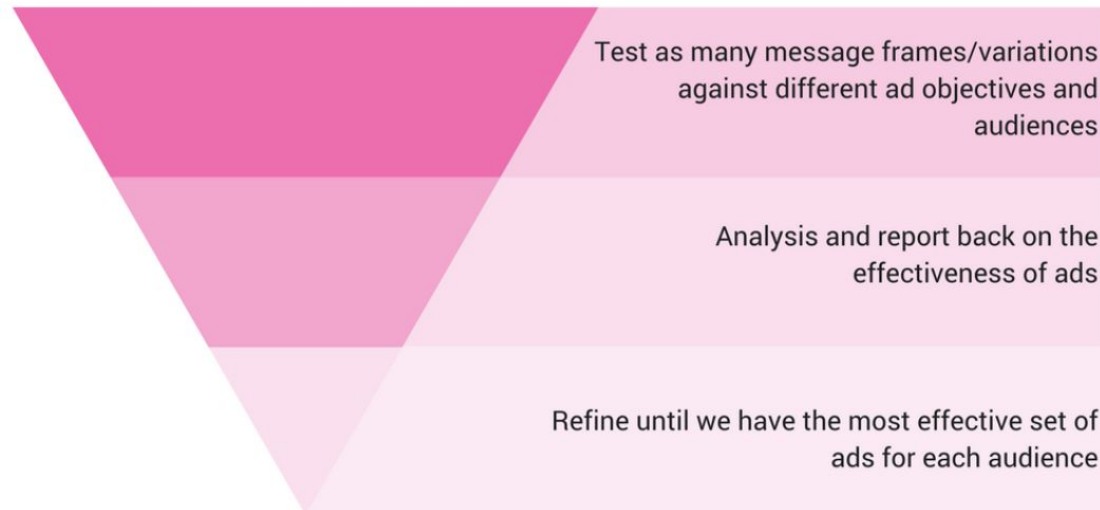 Test as many message frames/variations
against different ad objectives and
audiences
Analysis and report back on the
effectiveness of ads
Refine until we have the most effective set of
ads for each audience